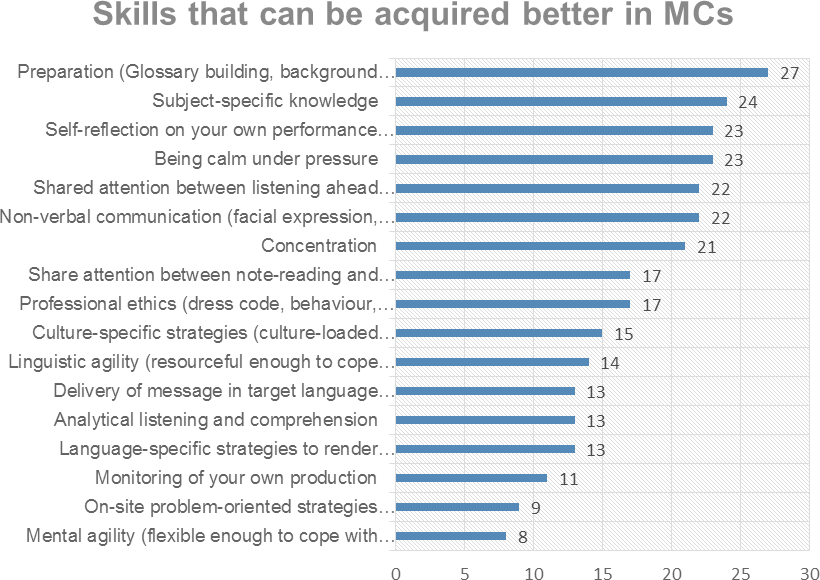 Skills that can be acquired better in MCs
Preparation (Glossary building, background… 27
Subject-specific knowledge 24
Self-reflection on your own performance… 23
Being calm under pressure 23
Shared attention between listening ahead… 22
Non-verbal communication (facial expression,… 22
Concentration 21
Share attention between note-reading and… 17
Professional ethics (dress code, behaviour,… 17
Culture-specific strategies (culture-loaded… 15
Linguistic agility (resourceful enough to cope… 14
Delivery of message in target language… 13
Analytical listening and comprehension 13
Language-specific strategies to render… 13
Monitoring of your own production 11
On-site problem-oriented strategies… 9
Mental agility (flexible enough to cope with… 8
0 5 10 15 20 25 30